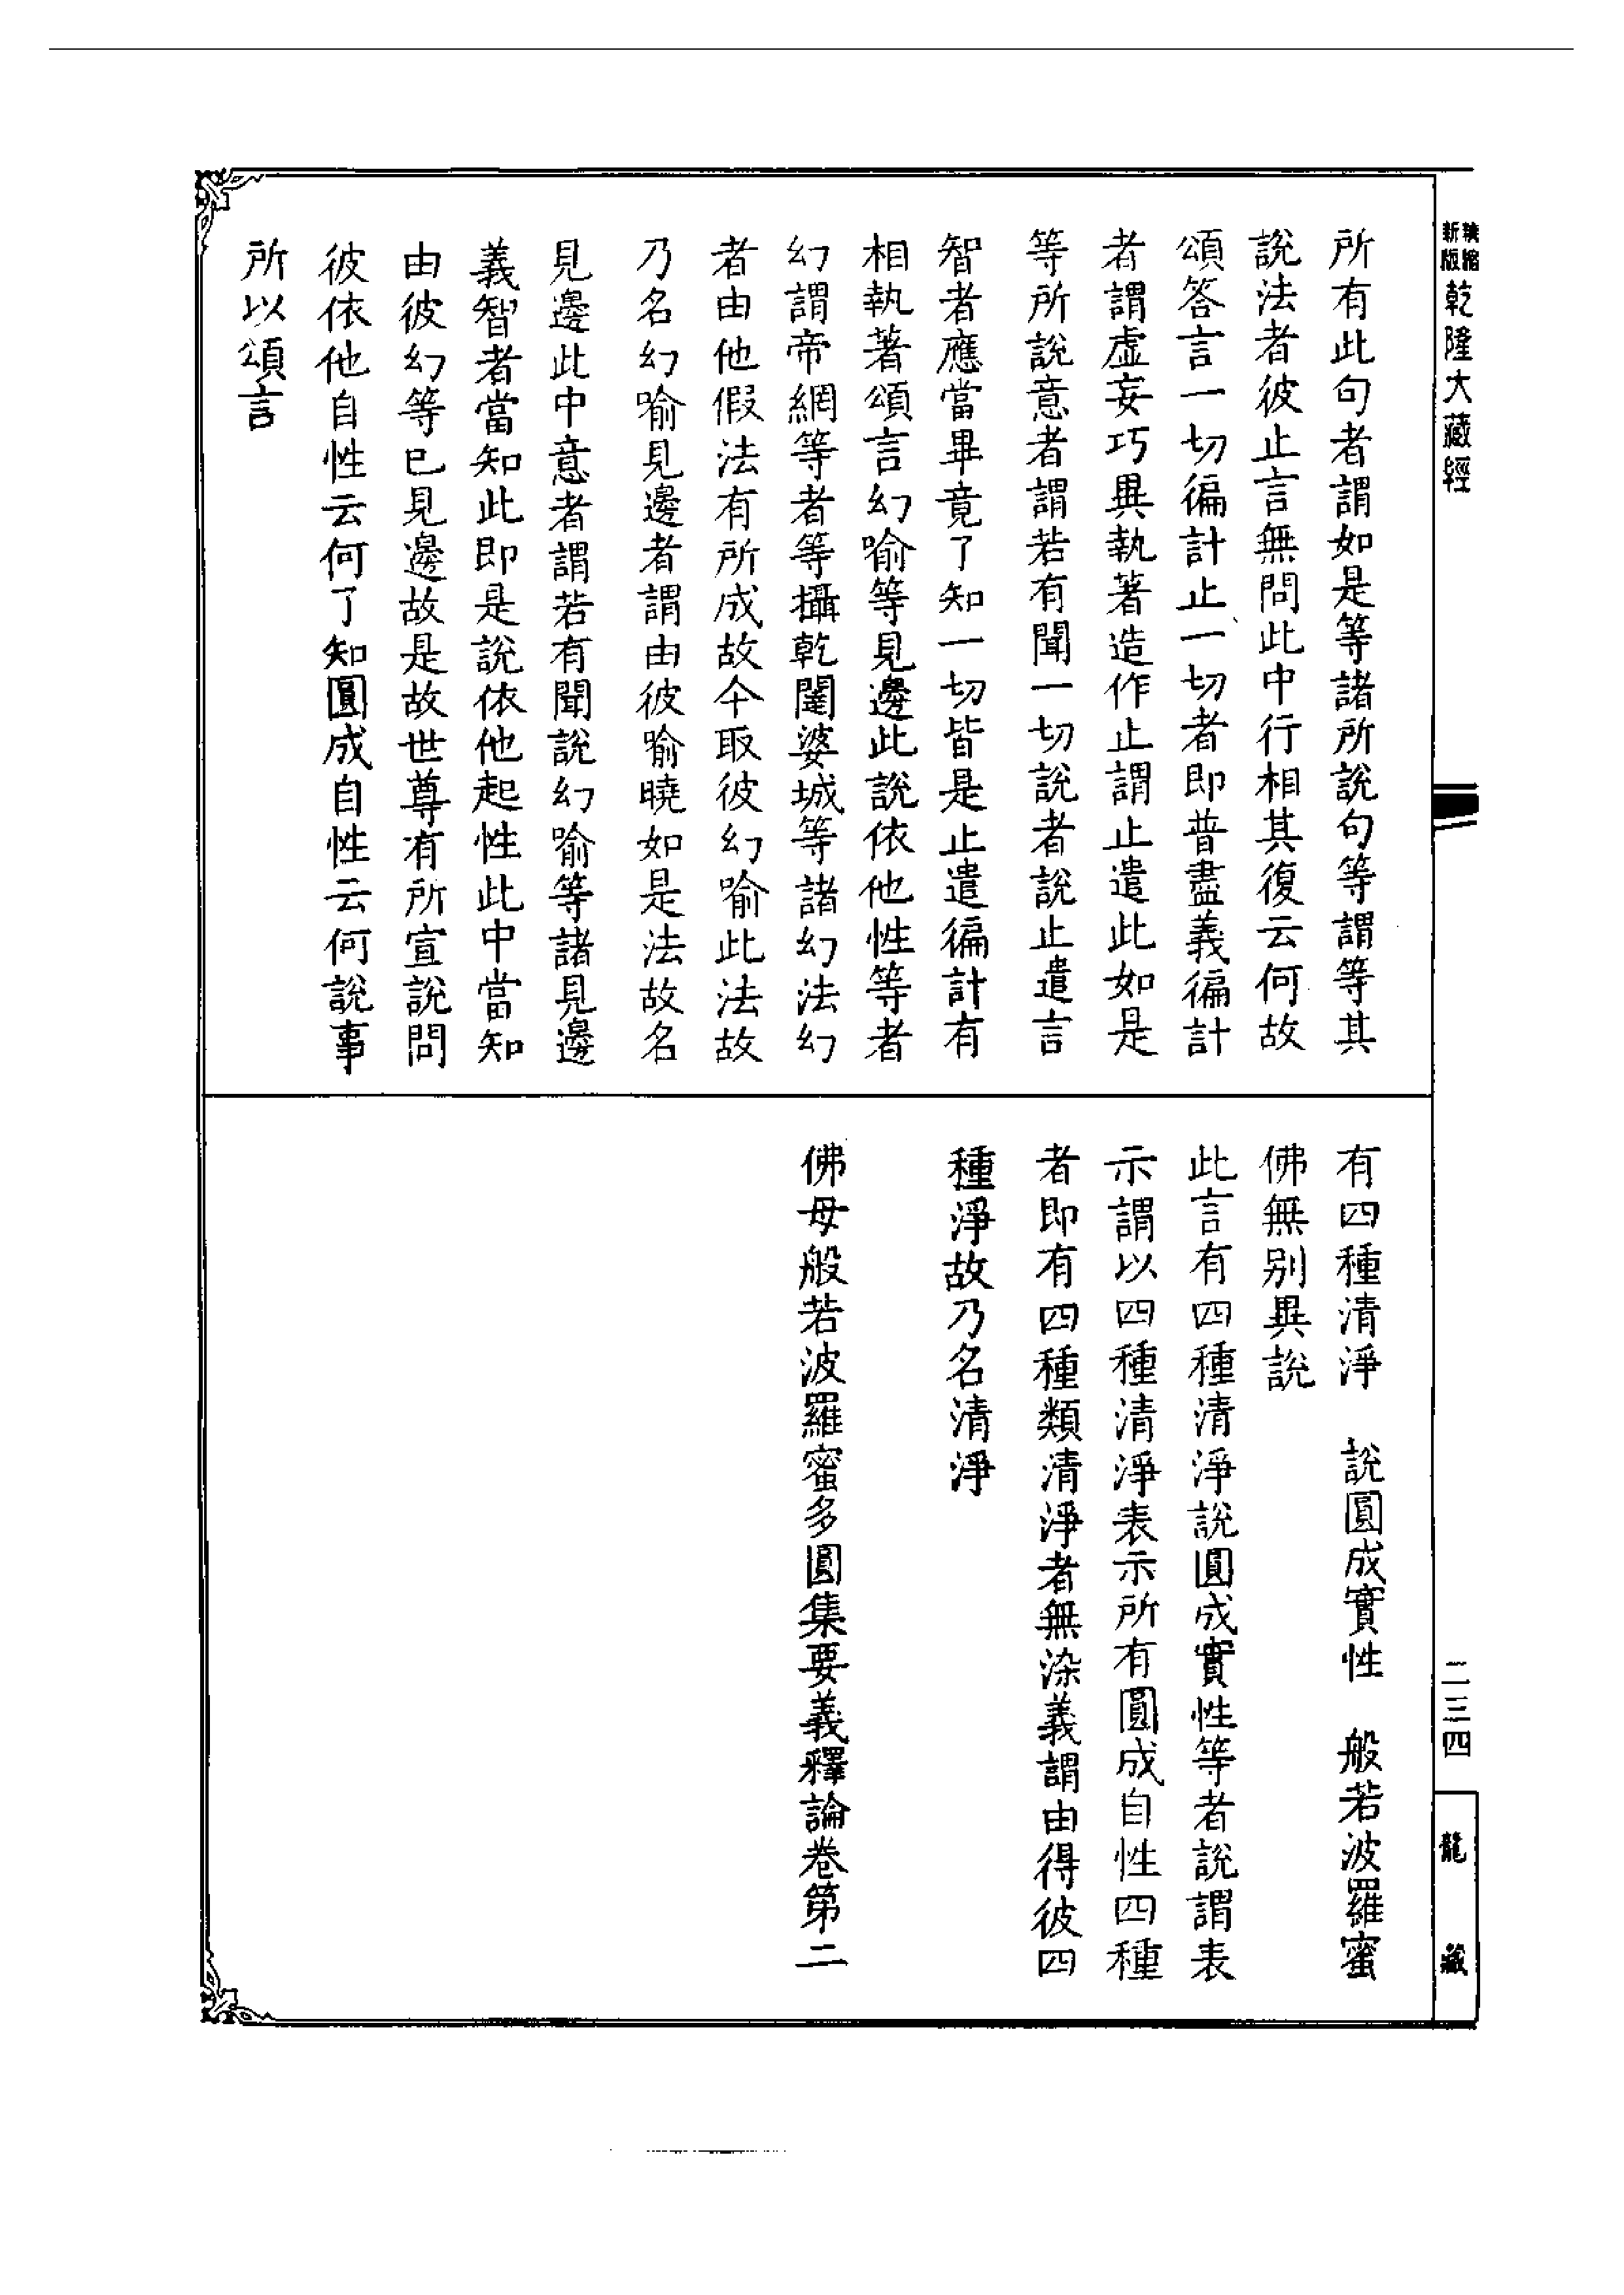 新版精縮乾隆大藏經
所有此句者謂如是等諸所說句等謂等其
說法者彼止言無問此中行相其復云何故
頌答言一切徧計止一切者即普盡義徧計
者謂虛妄巧異執著造作止謂止遣此如是
等所說意者謂若有聞一切說者說止遣言
智者應當畢竟了知一切皆是止遣徧計有
相執著頌言幻喻等見邊此說依他性等者
幻謂帝網等者等攝乾闥婆城等諸幻法幻
者由他假法有所成故今取彼幻喻此法故
乃名幻喻見邊者謂由彼喻曉如是法故名
見邊此中意者謂若有聞說幻喻等諸見邊
義智者當知此即是說依他起性此中當知
由彼幻等已見邊故是故世尊有所宣說問
彼依他自性云何了知圓成自性云何說事
所以頌言
有四種清淨　說圓成實性　般若波羅蜜
佛無別異說
此言有四種清淨說圓成實性等者說謂表
示謂以四種清淨表示所有圓成自性四種
者即有四種類清淨者無染義謂由得彼四
種淨故乃名清淨
佛母般若波羅蜜多圓集要義釋論卷第二
二三四
龍藏